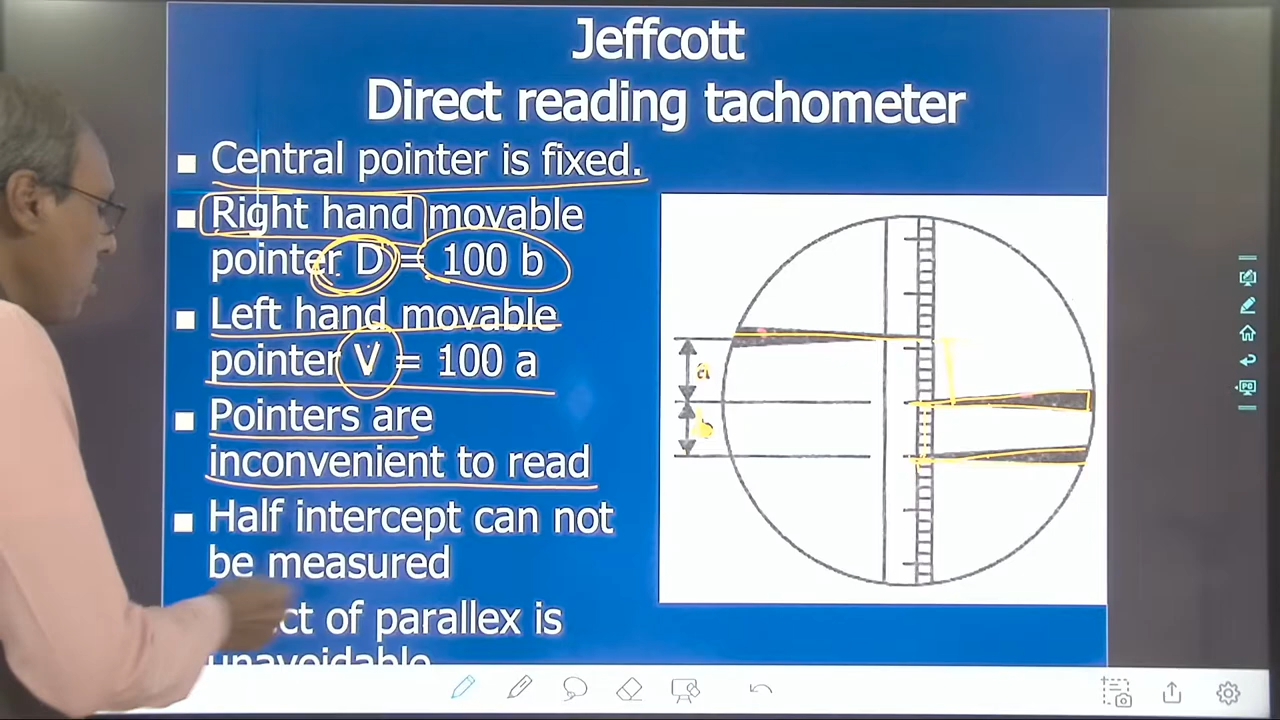 Jeffcott
Direct reading tachometer
Central pointer is fixed.
Right hand movable
pointer D = 100 b
Left hand movable
pointer V = 100 a
Pointers are
inconvenient to read
Half intercept can not
be measured
of parallex is
unavoidable
a
b